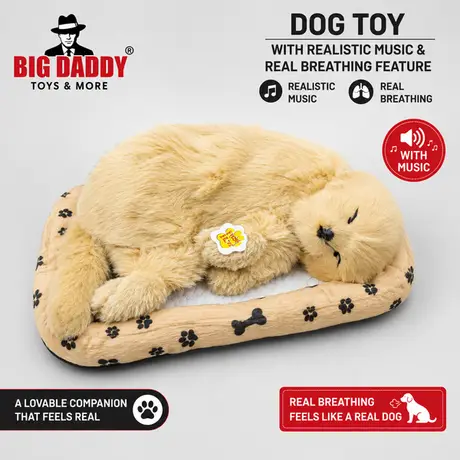 BIG DADDY
®
TOYS & MORE
DOG TOY
WITH REALISTIC MUSIC &
REAL BREATHING FEATURE
REALISTIC
MUSIC
REAL
BREATHING
WITH
MUSIC
A LOVABLE COMPANION
THAT FEELS REAL
REAL BREATHING
FEELS LIKE A REAL DOG